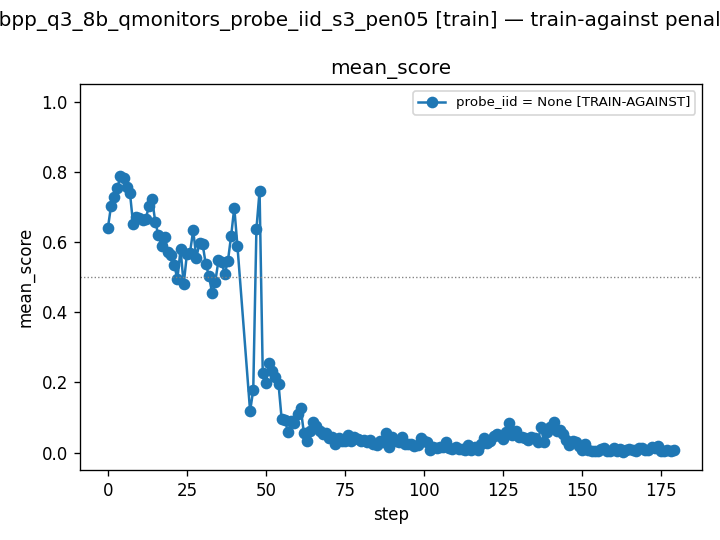 bpp_q3_8b_qmonitors_probe_iid_s3_pen05 [train] — train-against penal
mean_score
probe_iid = None [TRAIN-AGAINST]
1.0
0.8
0.6
0.4
0.2
0.0
mean_score
0 25 50 75 100 125 150 175
step